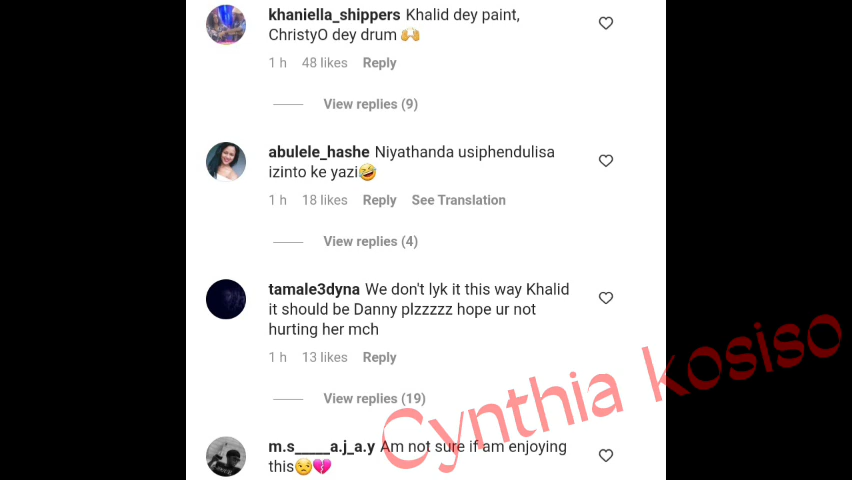 khaniella_shippers Khalid dey paint,
ChristyO dey drum 🙌
1 h 48 likes Reply
View replies (9)
abulele_hashe Niyathanda usiphendulisa
izinto ke yazi🤣
1 h 18 likes Reply See Translation
View replies (4)
tamale3dyna We don't lyk it this way Khalid
it should be Danny plzzzzz hope ur not
hurting her mch
1 h 13 likes Reply
View replies (19)
m.s_____a.j_a.y Am not sure if am enjoying
this😒💔
Cynthia kosiso